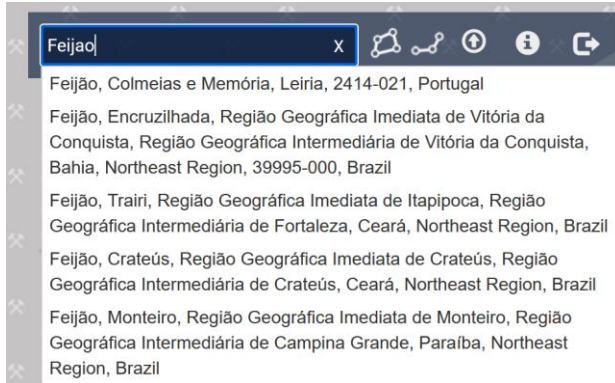 Feijao X
Feijão, Colmeias e Memória, Leiria, 2414-021, Portugal
Feijão, Encruzilhada, Região Geográfica Imediata de Vitória da
Conquista, Região Geográfica Intermediária de Vitória da Conquista,
Bahia, Northeast Region, 39995-000, Brazil
Feijão, Trairi, Região Geográfica Imediata de Itapipoca, Região
Geográfica Intermediária de Fortaleza, Ceará, Northeast Region, Brazil
Feijão, Crateús, Região Geográfica Imediata de Crateús, Região
Geográfica Intermediária de Crateús, Ceará, Northeast Region, Brazil
Feijão, Monteiro, Região Geográfica Imediata de Monteiro, Região
Geográfica Intermediária de Campina Grande, Paraíba, Northeast
Region, Brazil